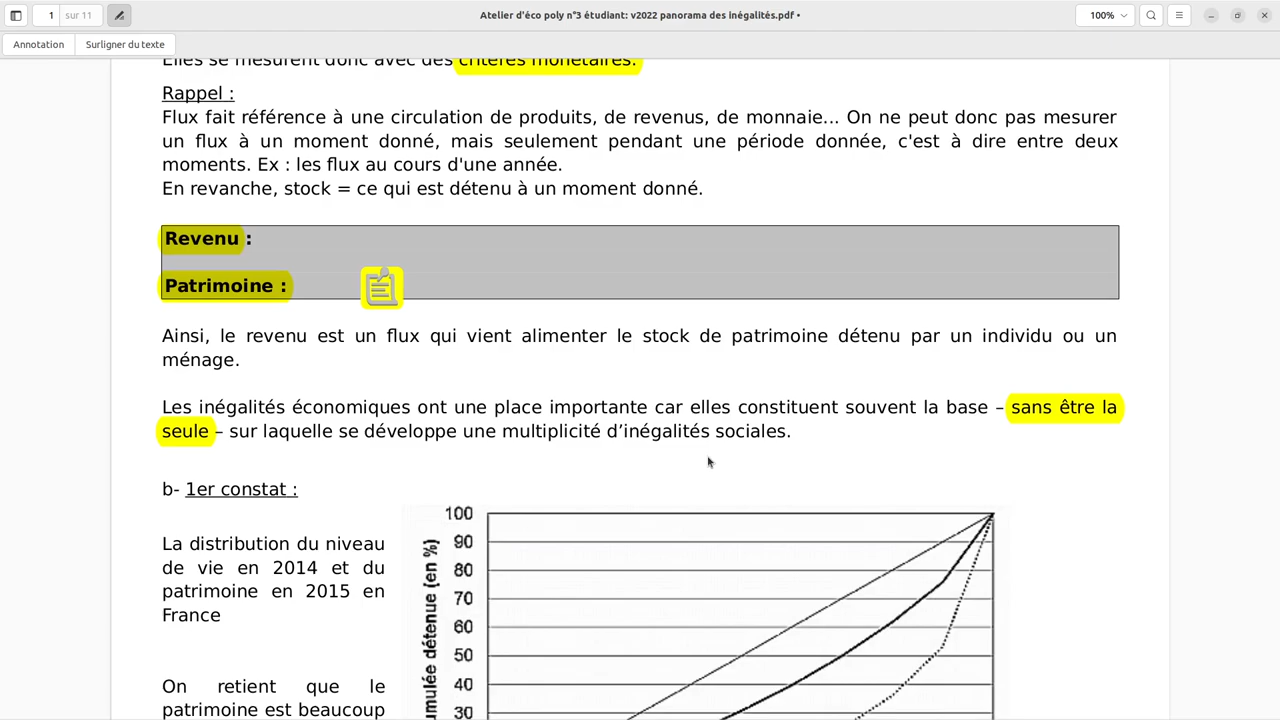 1 sur 11
Atelier d'éco poly n°3 étudiant: v2022 panorama des inégalités.pdf •
100%
Annotation
Surligner du texte
Elles se mesurent donc avec des critères monétaires.
Rappel :
Flux fait référence à une circulation de produits, de revenus, de monnaie... On ne peut donc pas mesurer
un flux à un moment donné, mais seulement pendant une période donnée, c'est à dire entre deux
moments. Ex : les flux au cours d'une année.
En revanche, stock = ce qui est détenu à un moment donné.
Revenu :
Patrimoine :
Ainsi, le revenu est un flux qui vient alimenter le stock de patrimoine détenu par un individu ou un
ménage.
Les inégalités économiques ont une place importante car elles constituent souvent la base – sans être la
seule – sur laquelle se développe une multiplicité d’inégalités sociales.
b- 1er constat :
La distribution du niveau
de vie en 2014 et du
patrimoine en 2015 en
France
On retient que le
patrimoine est beaucoup
100
90
80
70
60
50
40
30
umulée détenue (en %)